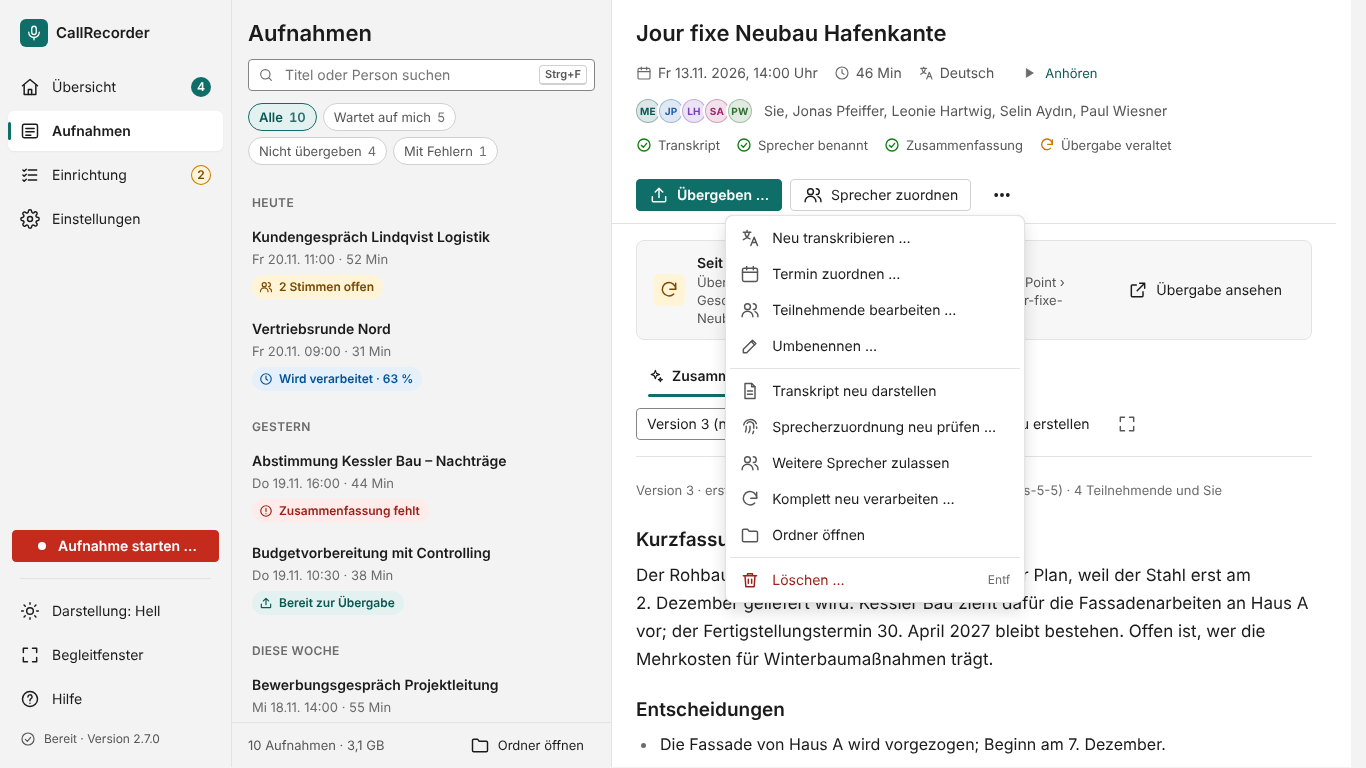 CallRecorder
Übersicht 4
Aufnahmen
Einrichtung 2
Einstellungen
Aufnahme starten ...
Darstellung: Hell
Begleitfenster
Hilfe
Bereit · Version 2.7.0
Aufnahmen
Titel oder Person suchen Strg+F
Alle 10 Wartet auf mich 5
Nicht übergeben 4 Mit Fehlern 1
HEUTE
Kundengespräch Lindqvist Logistik
Fr 20.11. 11:00 · 52 Min
2 Stimmen offen
Vertriebsrunde Nord
Fr 20.11. 09:00 · 31 Min
Wird verarbeitet · 63 %
GESTERN
Abstimmung Kessler Bau – Nachträge
Do 19.11. 16:00 · 44 Min
Zusammenfassung fehlt
Budgetvorbereitung mit Controlling
Do 19.11. 10:30 · 38 Min
Bereit zur Übergabe
DIESE WOCHE
Bewerbungsgespräch Projektleitung
Mi 18.11. 14:00 · 55 Min
10 Aufnahmen · 3,1 GB Ordner öffnen
Jour fixe Neubau Hafenkante
Fr 13.11. 2026, 14:00 Uhr 46 Min Deutsch Anhören
ME JP LH SA PW Sie, Jonas Pfeiffer, Leonie Hartwig, Selin Aydın, Paul Wiesner
Transkript Sprecher benannt Zusammenfassung Übergabe veraltet
Übergeben ... Sprecher zuordnen
Neu transkribieren ...
Termin zuordnen ...
Teilnehmende bearbeiten ...
Umbenennen ...
Transkript neu darstellen
Sprecherzuordnung neu prüfen ...
Weitere Sprecher zulassen
Komplett neu verarbeiten ...
Ordner öffnen
Löschen ... Entf
Seit
Über Point ›
Gesc r-fixe-
Neub
Übergabe ansehen
Zusamm
Version 3 (n u erstellen
Version 3 · ers s-5-5) · 4 Teilnehmende und Sie
Kurzfassu
Der Rohbau r Plan, weil der Stahl erst am
2. Dezember geliefert wird. Kessler Bau zieht dafür die Fassadenarbeiten an Haus A
vor; der Fertigstellungstermin 30. April 2027 bleibt bestehen. Offen ist, wer die
Mehrkosten für Winterbaumaßnahmen trägt.
Entscheidungen
• Die Fassade von Haus A wird vorgezogen; Beginn am 7. Dezember.